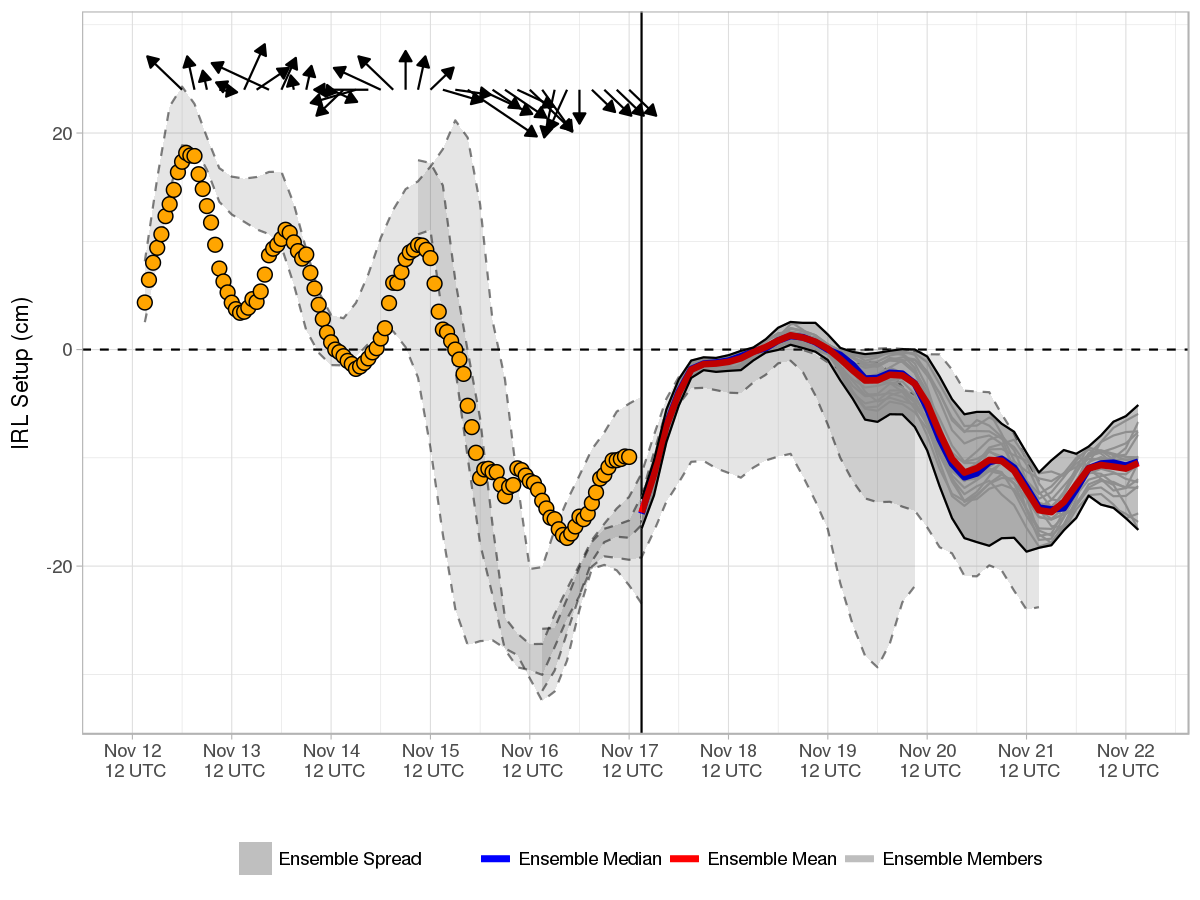 IRL Setup (cm)
20
0
-20
Nov 12 Nov 13 Nov 14 Nov 15 Nov 16 Nov 17 Nov 18 Nov 19 Nov 20 Nov 21 Nov 22
12 UTC 12 UTC 12 UTC 12 UTC 12 UTC 12 UTC 12 UTC 12 UTC 12 UTC 12 UTC 12 UTC
Ensemble Spread Ensemble Median Ensemble Mean Ensemble Members